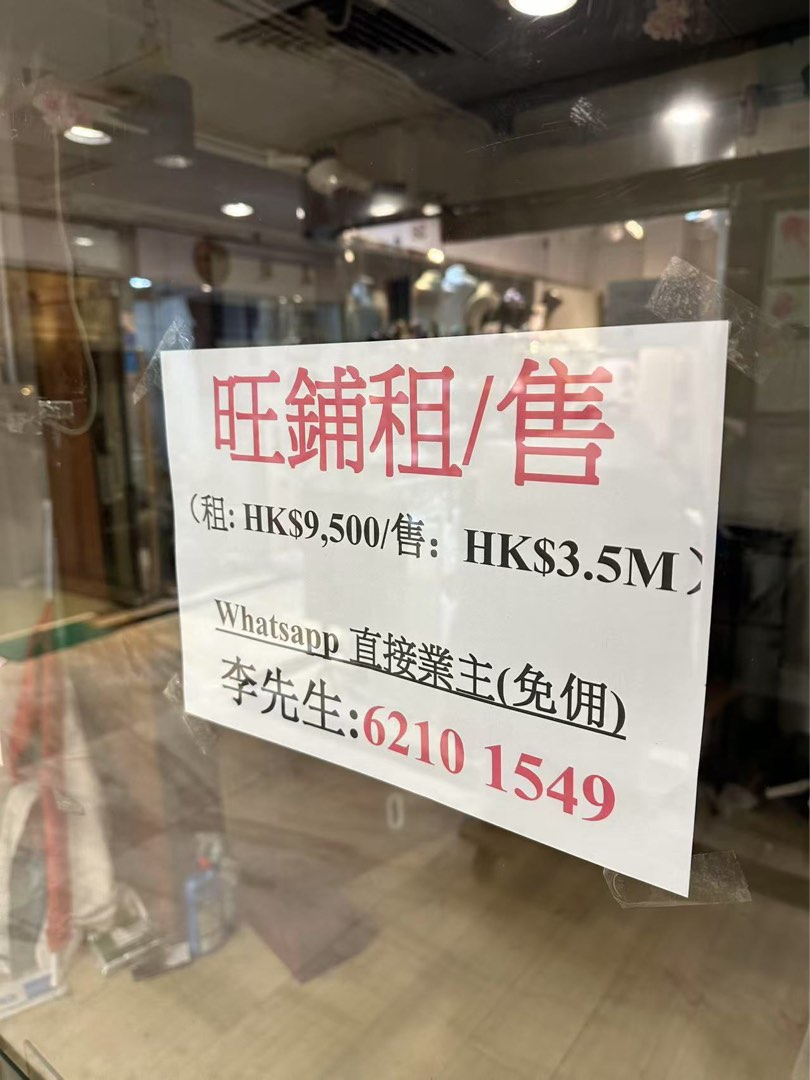 旺鋪租/售
（租: HK$9,500/售: HK$3.5M）
Whatsapp 直接業主(免佣)
李先生:6210 1549